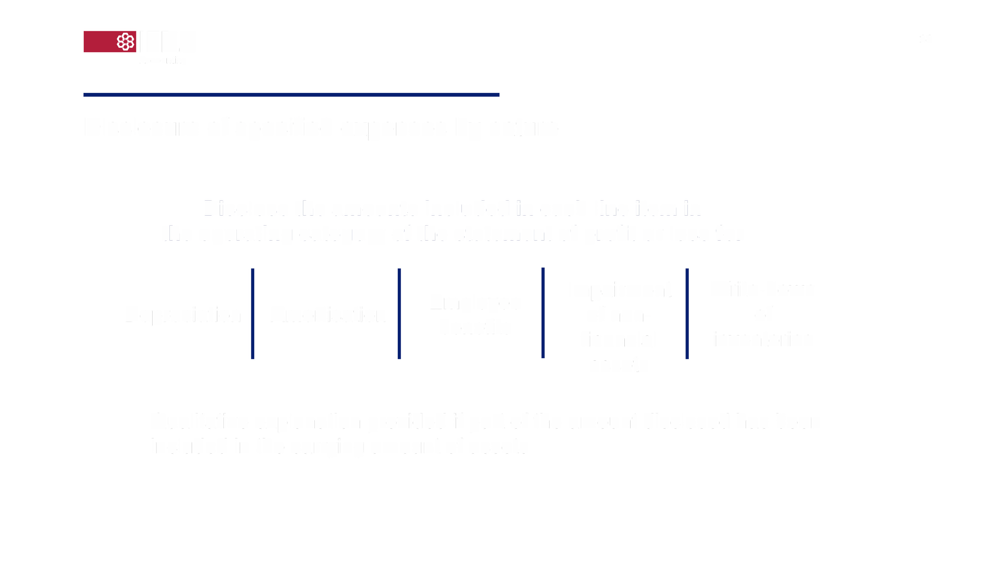 Disclosure of specified expenses by nature
Disclose the amounts included in each line item in
the operating category of the statement of profit or loss for
Depreciation
Amortisation
Employee
benefits
Impairment
of non
financial
assets
Write-down
of
inventories
Qualitative explanation provided if part of the amount disclosed has been
included in the carrying amount of assets